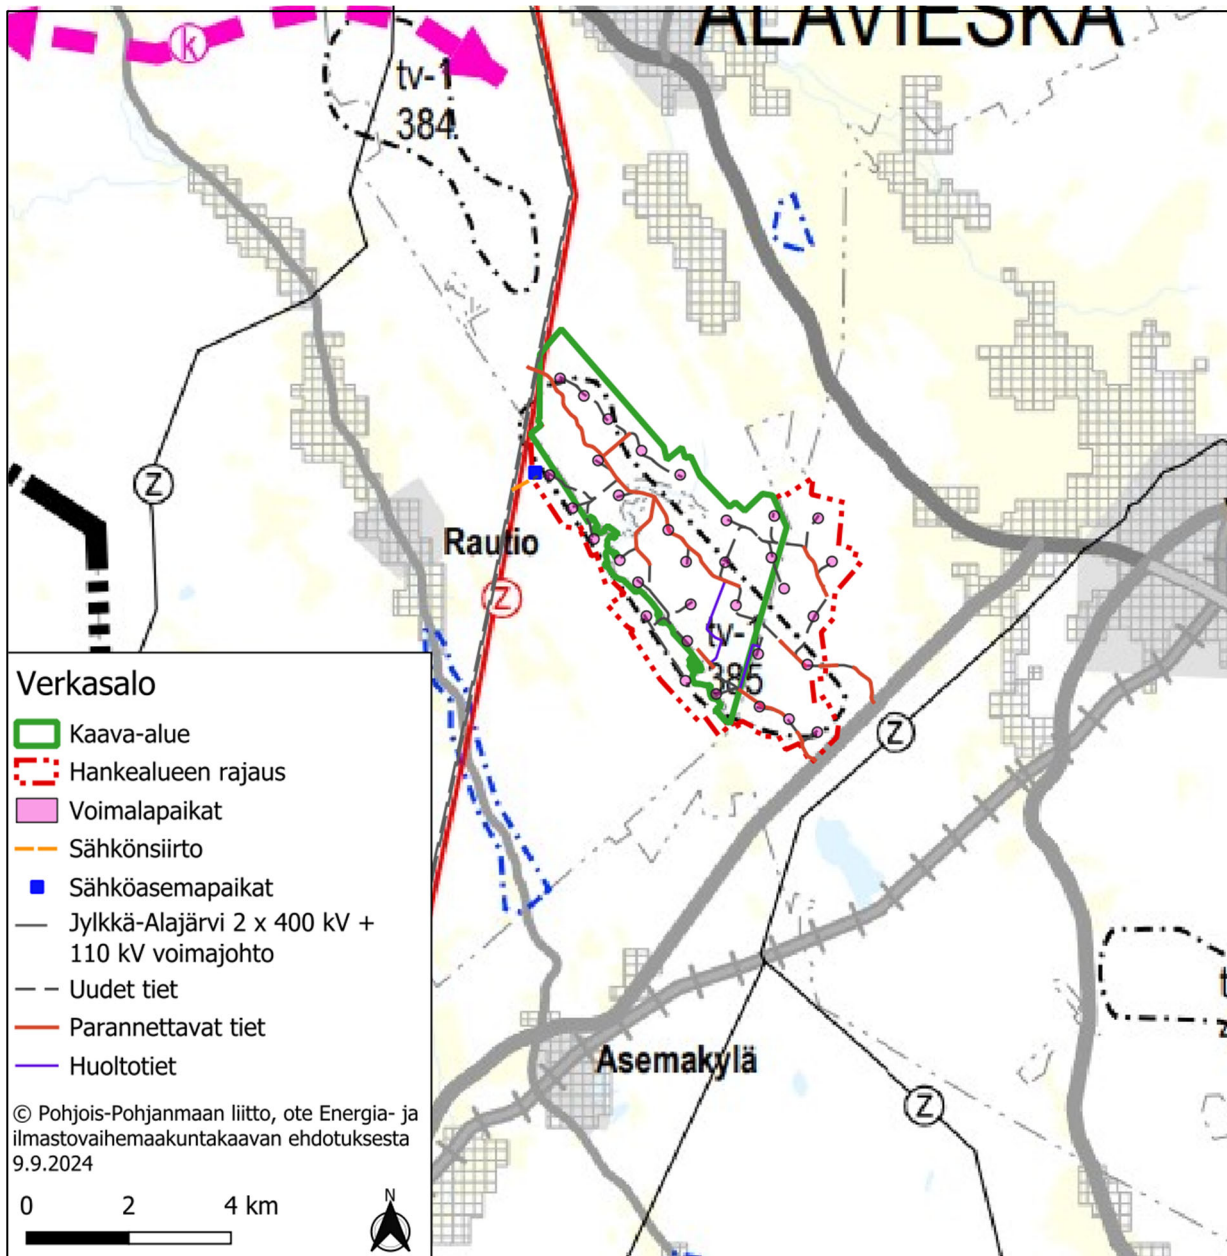 ALAVIESKA
k
tv-1
384
Z
Rautio
Z
tv-
385
Z
Asemakylä
Z
t
Verkasalo
Kaava-alue
Hankealueen rajaus
Voimalapaikat
Sähkönsiirto
Sähköasemapaikat
Jylkkä-Alajärvi 2 x 400 kV +
110 kV voimajohto
Uudet tiet
Parannettavat tiet
Huoltotiet
© Pohjois-Pohjanmaan liitto, ote Energia- ja
ilmastovaihemaakuntakaavan ehdotuksesta
9.9.2024
0 2 4 km
N